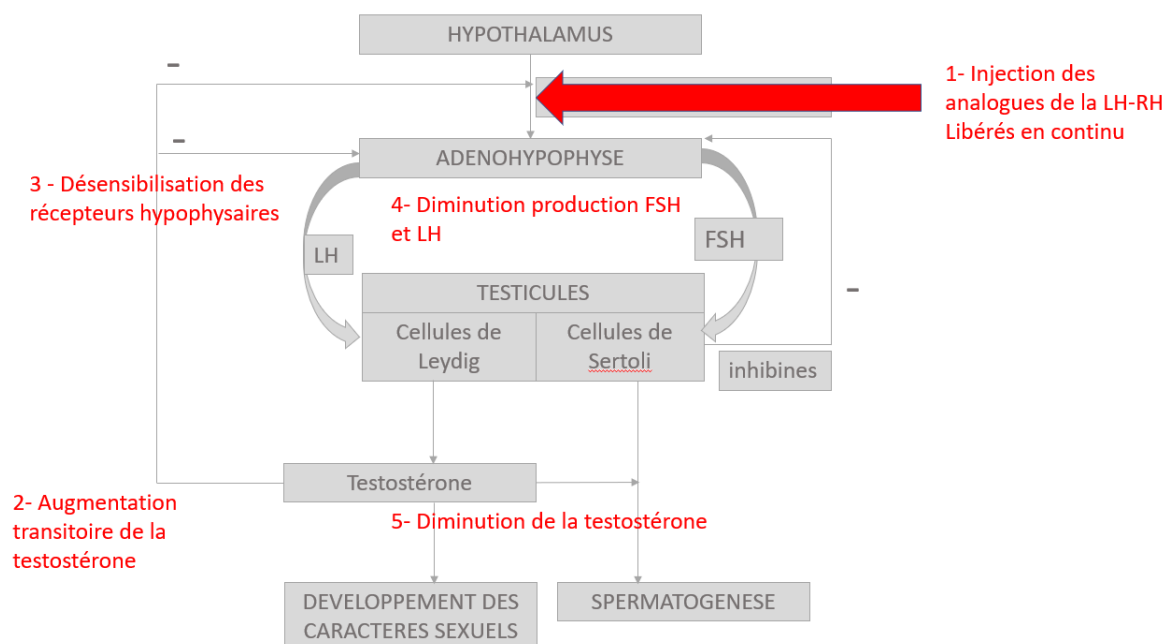 HYPOTHALAMUS
–
1- Injection des
analogues de la LH-RH
Libérés en continu
–
ADENOHYPOPHYSE
3 - Désensibilisation des
récepteurs hypophysaires
4- Diminution production FSH
et LH
LH
FSH
–
TESTICULES
Cellules de
Leydig
Cellules de
Sertoli
inhibines
Testostérone
2- Augmentation
transitoire de la
testostérone
5- Diminution de la testostérone
DEVELOPPEMENT DES
CARACTERES SEXUELS
SPERMATOGENESE